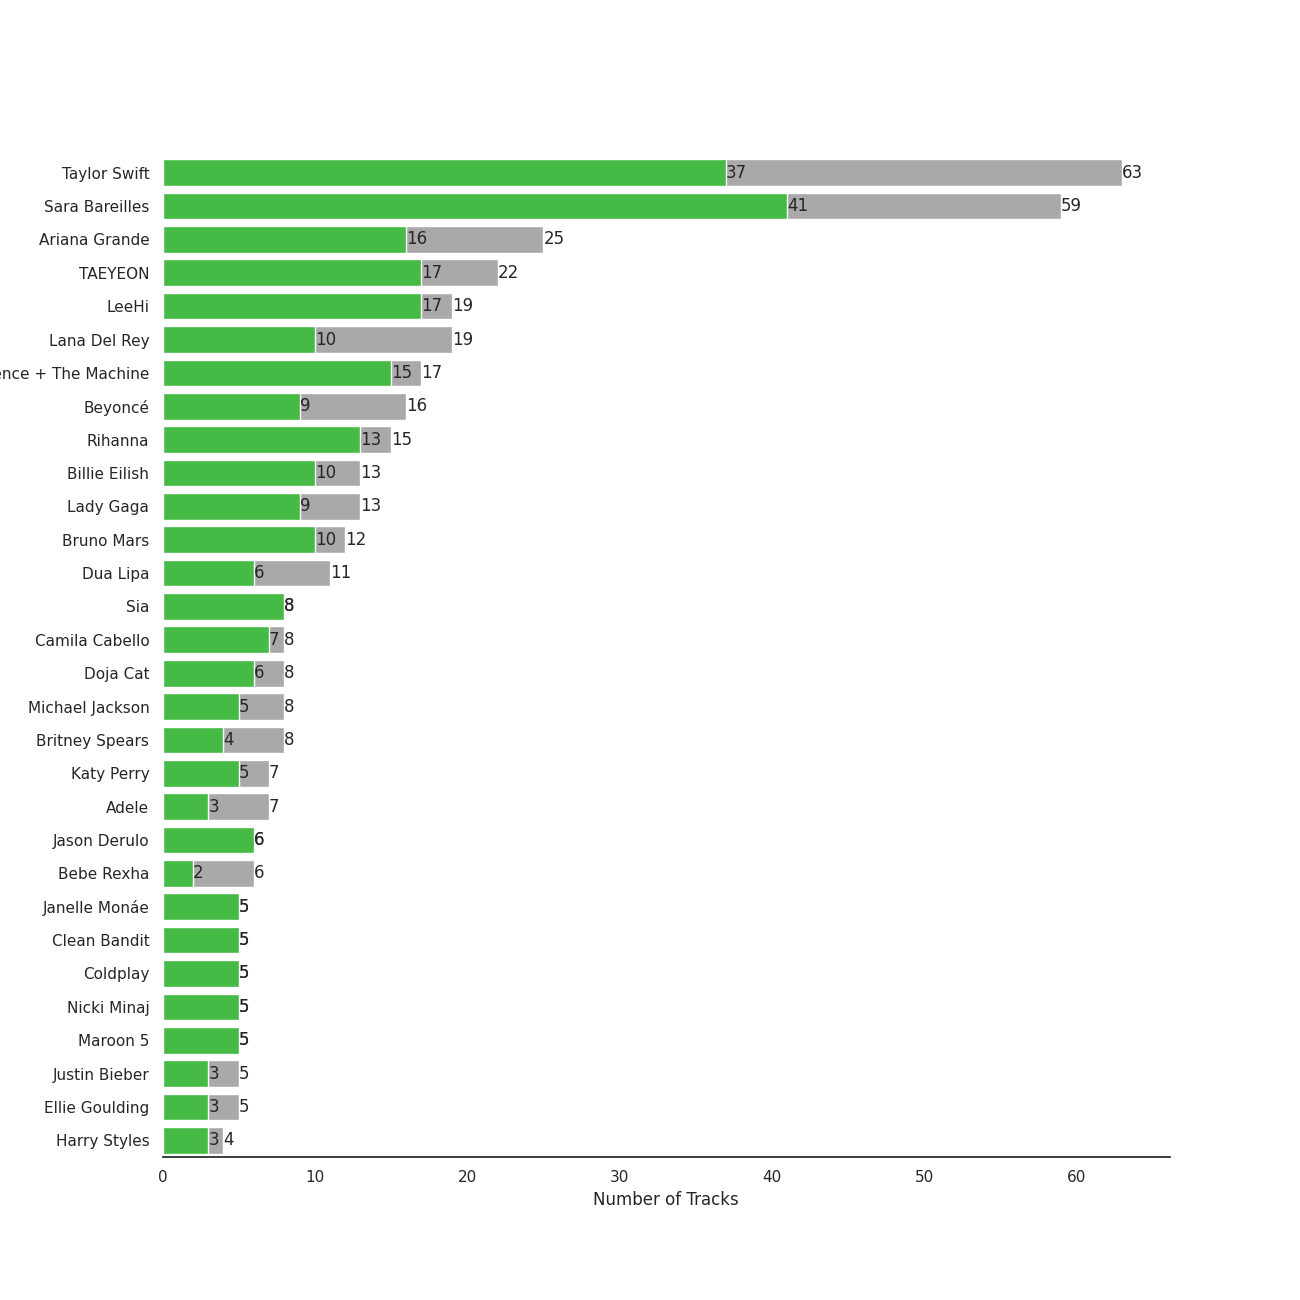 Taylor Swift 37 63
Sara Bareilles 41 59
Ariana Grande 16 25
TAEYEON 17 22
LeeHi 17 19
Lana Del Rey 10 19
+ The Machine 15 17
Beyoncé 9 16
Rihanna 13 15
Billie Eilish 10 13
Lady Gaga 9 13
Bruno Mars 10 12
Dua Lipa 6 11
Sia 8
Camila Cabello 7 8
Doja Cat 6 8
Michael Jackson 5 8
Britney Spears 4 8
Katy Perry 5 7
Adele 3 7
Jason Derulo 6
Bebe Rexha 2 6
Janelle Monáe 5
Clean Bandit 5
Coldplay 5
Nicki Minaj 5
Maroon 5 5
Justin Bieber 3 5
Ellie Goulding 3 5
Harry Styles 3 4
0 10 20 30 40 50 60
Number of Tracks